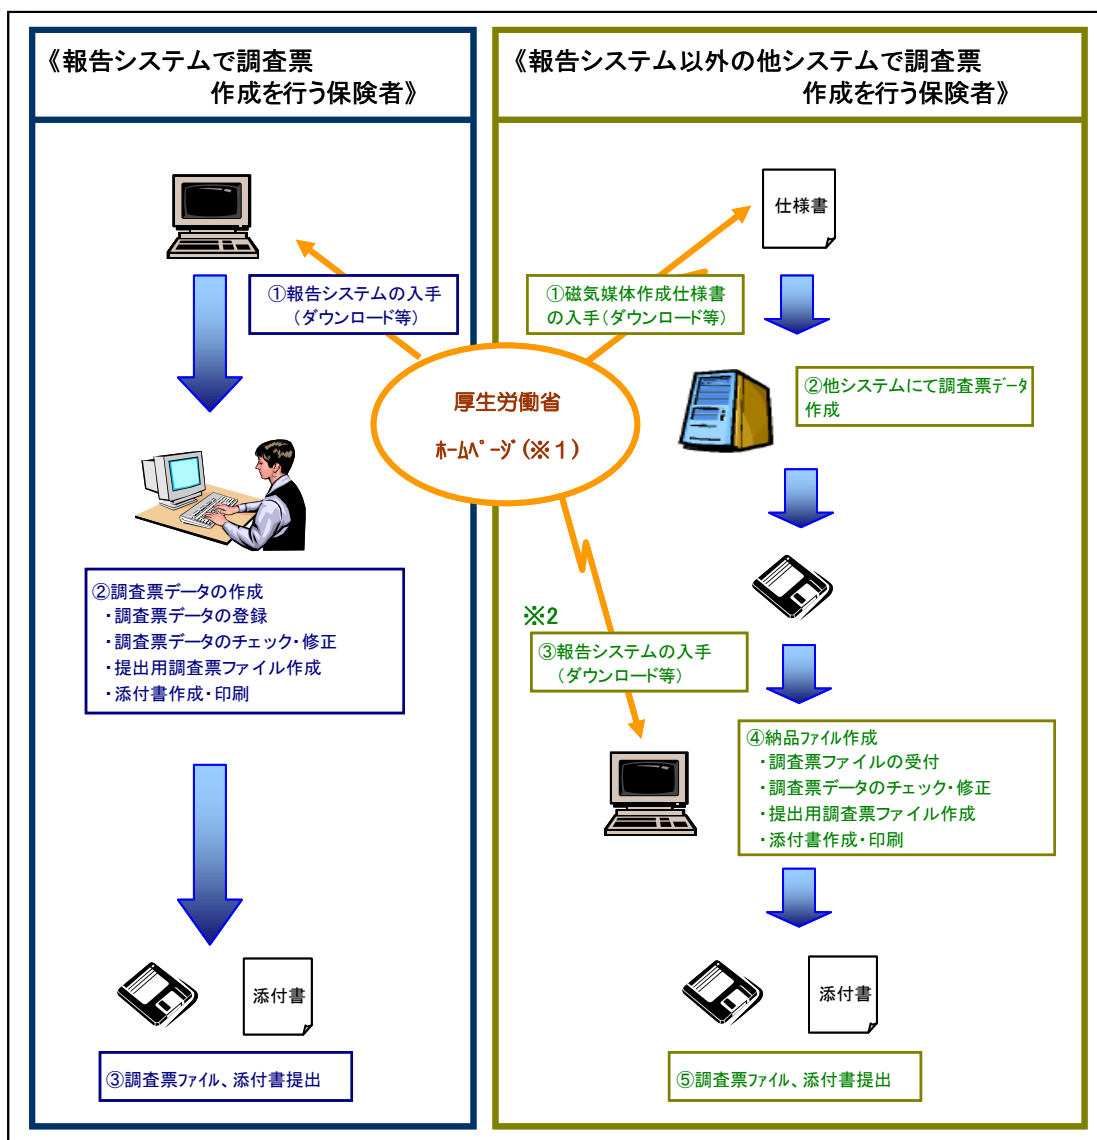 《報告システムで調査票
作成を行う保険者》
①報告システムの入手
(ダウンロード等)
②調査票データの作成
・調査票データの登録
・調査票データのチェック・修正
・提出用調査票ファイル作成
・添付書作成・印刷
添付書
③調査票ファイル、添付書提出
厚生労働省
ﾎｰﾑﾍﾟｰｼﾞ(※1)
《報告システム以外の他システムで調査票
作成を行う保険者》
仕様書
①磁気媒体作成仕様書
の入手(ダウンロード等)
②他システムにて調査票ﾃﾞｰﾀ
作成
※2
③報告システムの入手
(ダウンロード等)
④納品ファイル作成
・調査票ファイルの受付
・調査票データのチェック・修正
・提出用調査票ファイル作成
・添付書作成・印刷
添付書
⑤調査票ファイル、添付書提出